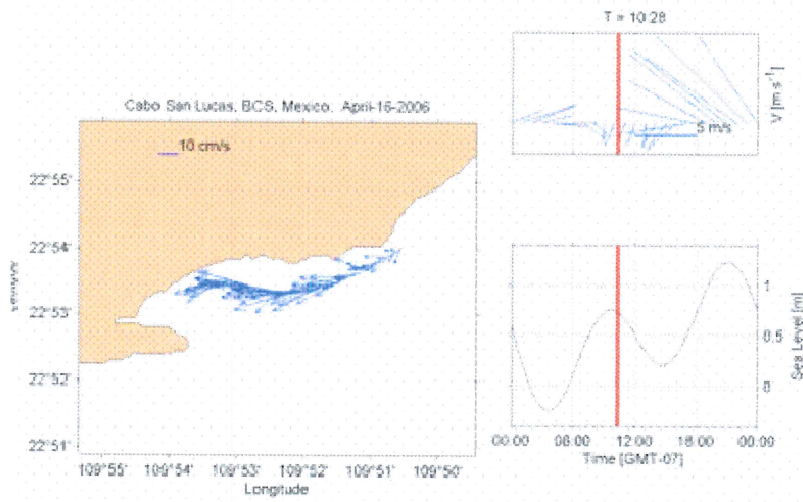 T = 10:28
Cabo San Lucas, BCS, Mexico. April-16-2006
10 cm/s
22°55'
22°54'
22°53'
22°52'
22°51'
109°55' 109°54' 109°53' 109°52' 109°51' 109°50'
Longitude
5 m/s
V [m s⁻¹]
1
0.5
0
Sea Level [m]
00:00 06:00 12:00 18:00 00:00
Time [GMT-07]